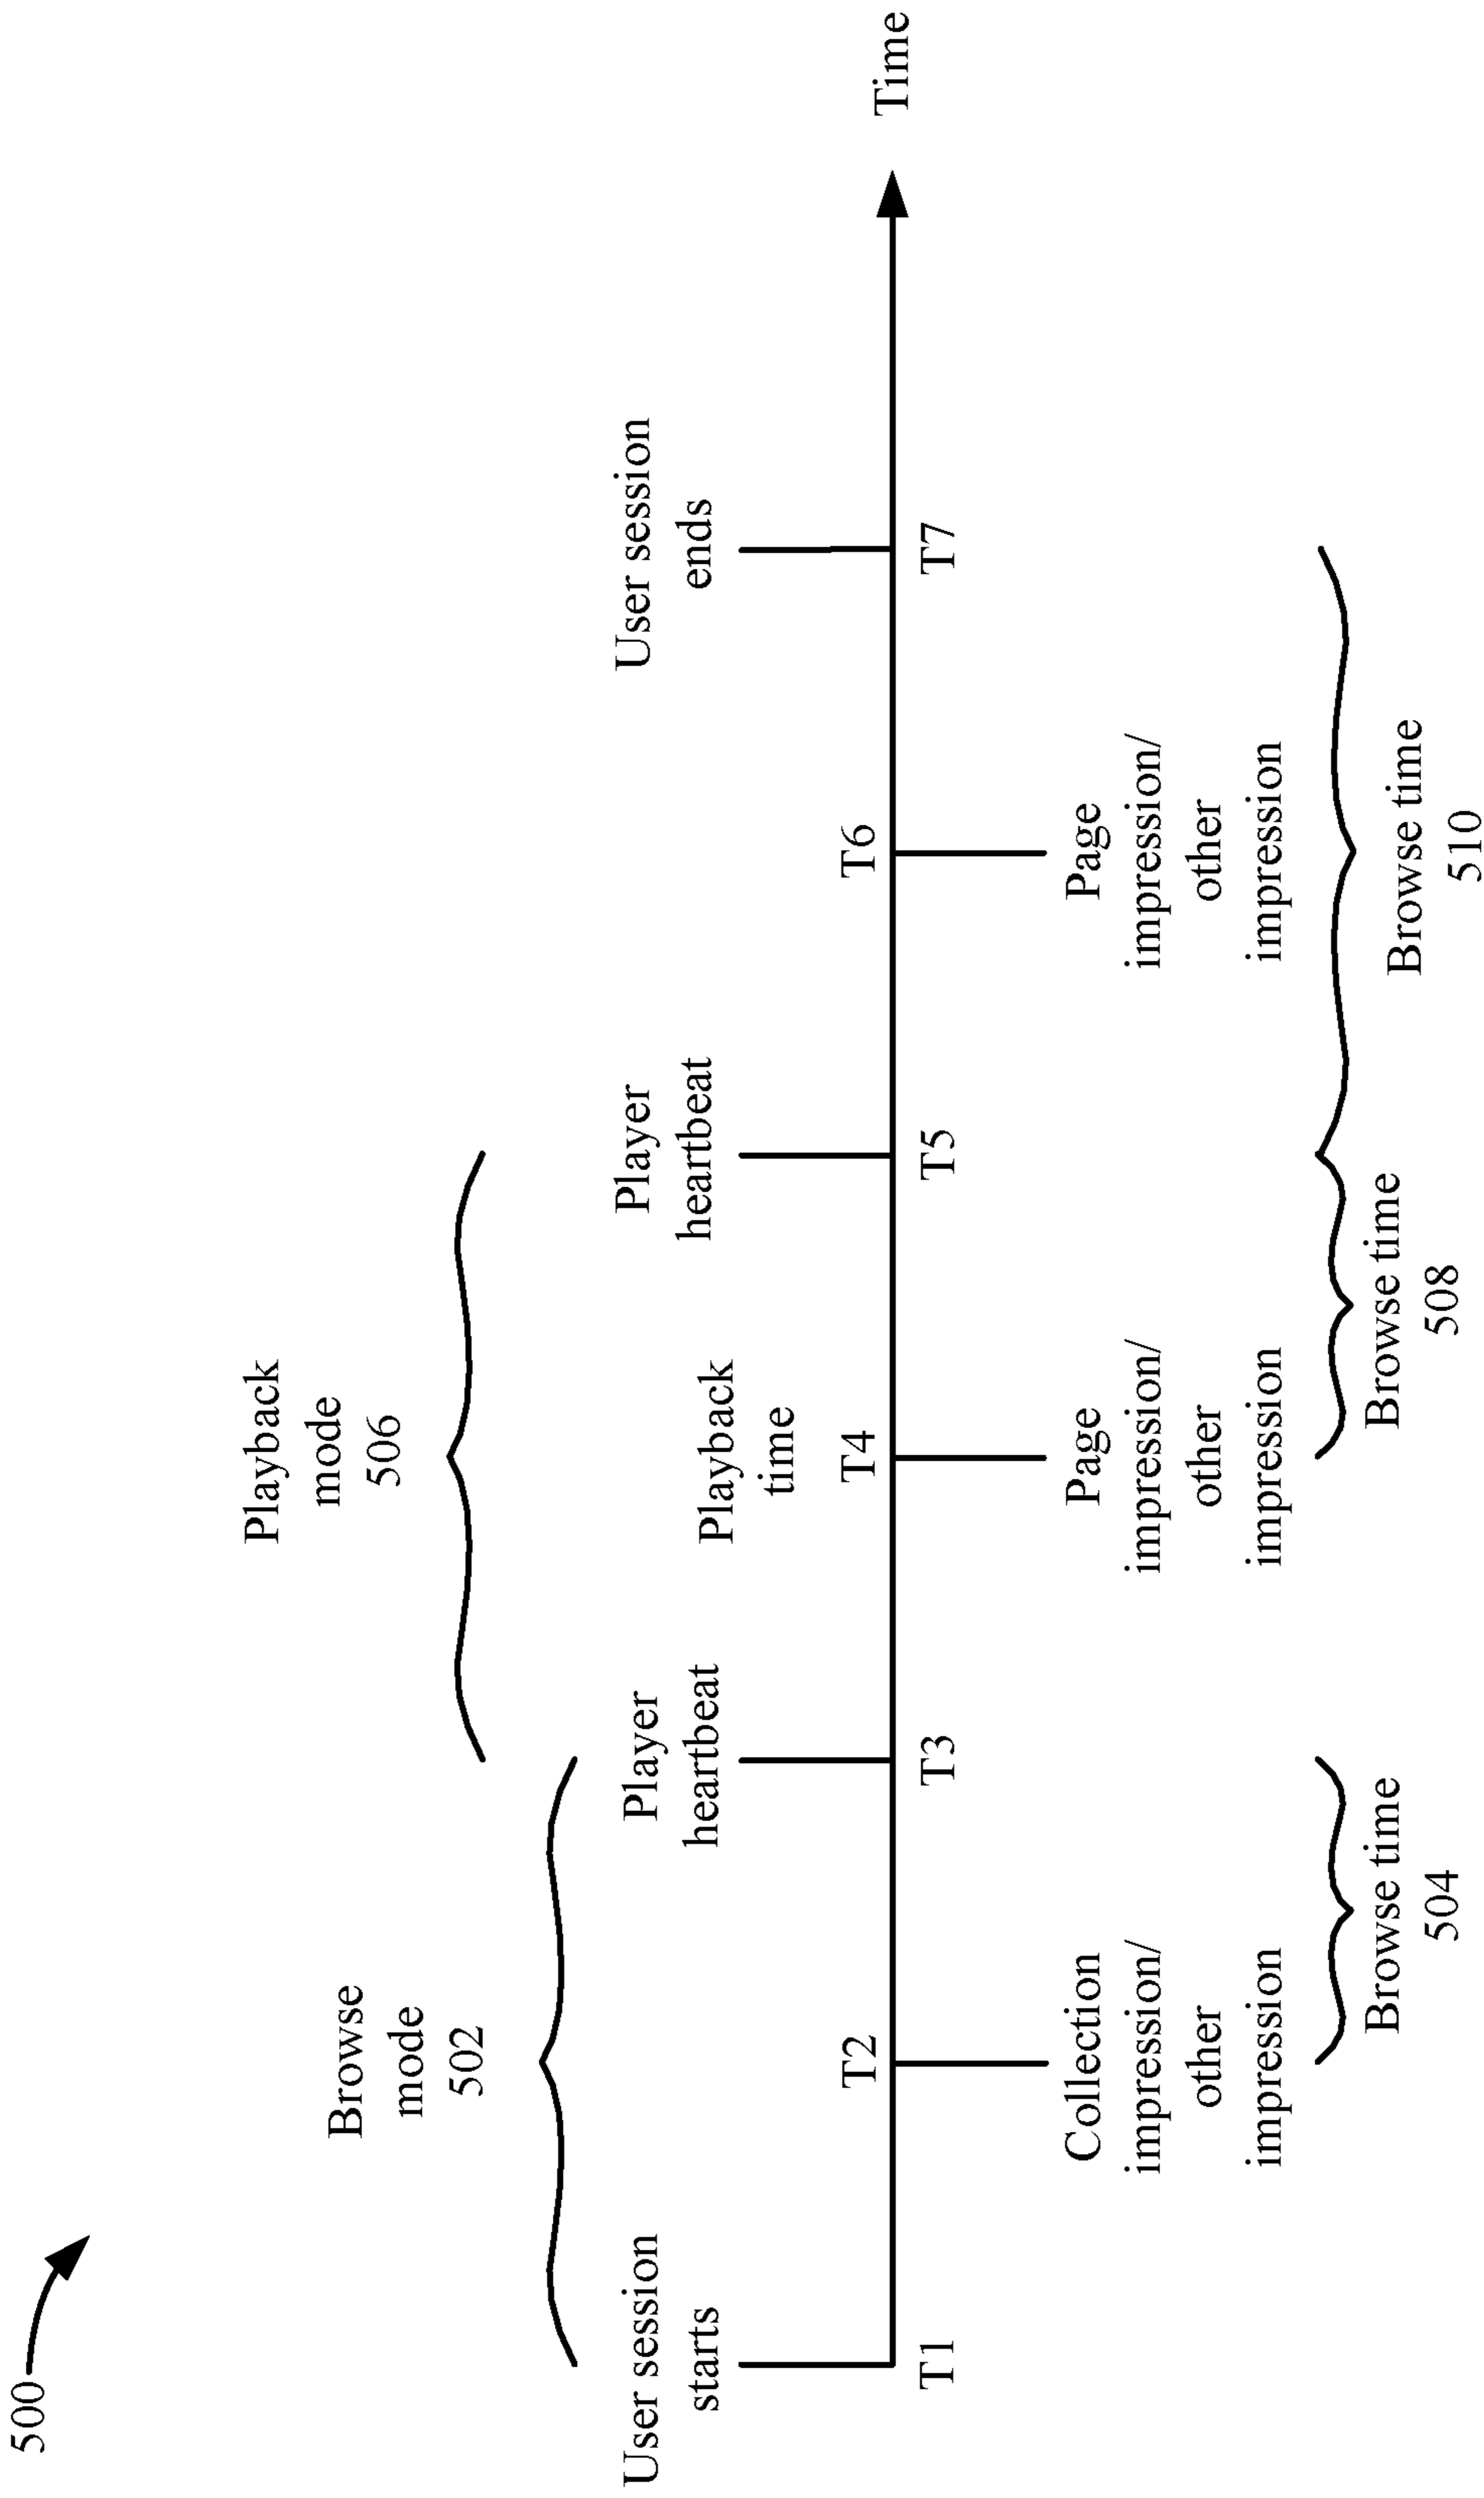 500
Playback
mode
506
Browse
mode
502
User session
starts
Player
heartbeat
Playback
time
Player
heartbeat
User session
ends
T2
T4
T6
Time
T1
T3
T5
T7
Collection
impression/
other
impression
Page
impression/
other
impression
Page
impression/
other
impression
Browse time
504
Browse time
508
Browse time
510